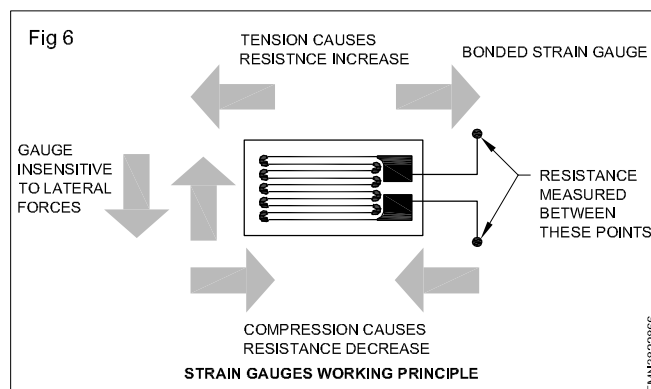 Fig 6
TENSION CAUSES
RESISTNCE INCREASE
BONDED STRAIN GAUGE
GAUGE
INSENSITIVE
TO LATERAL
FORCES
RESISTANCE
MEASURED
BETWEEN
THESE POINTS
COMPRESSION CAUSES
RESISTANCE DECREASE
STRAIN GAUGES WORKING PRINCIPLE